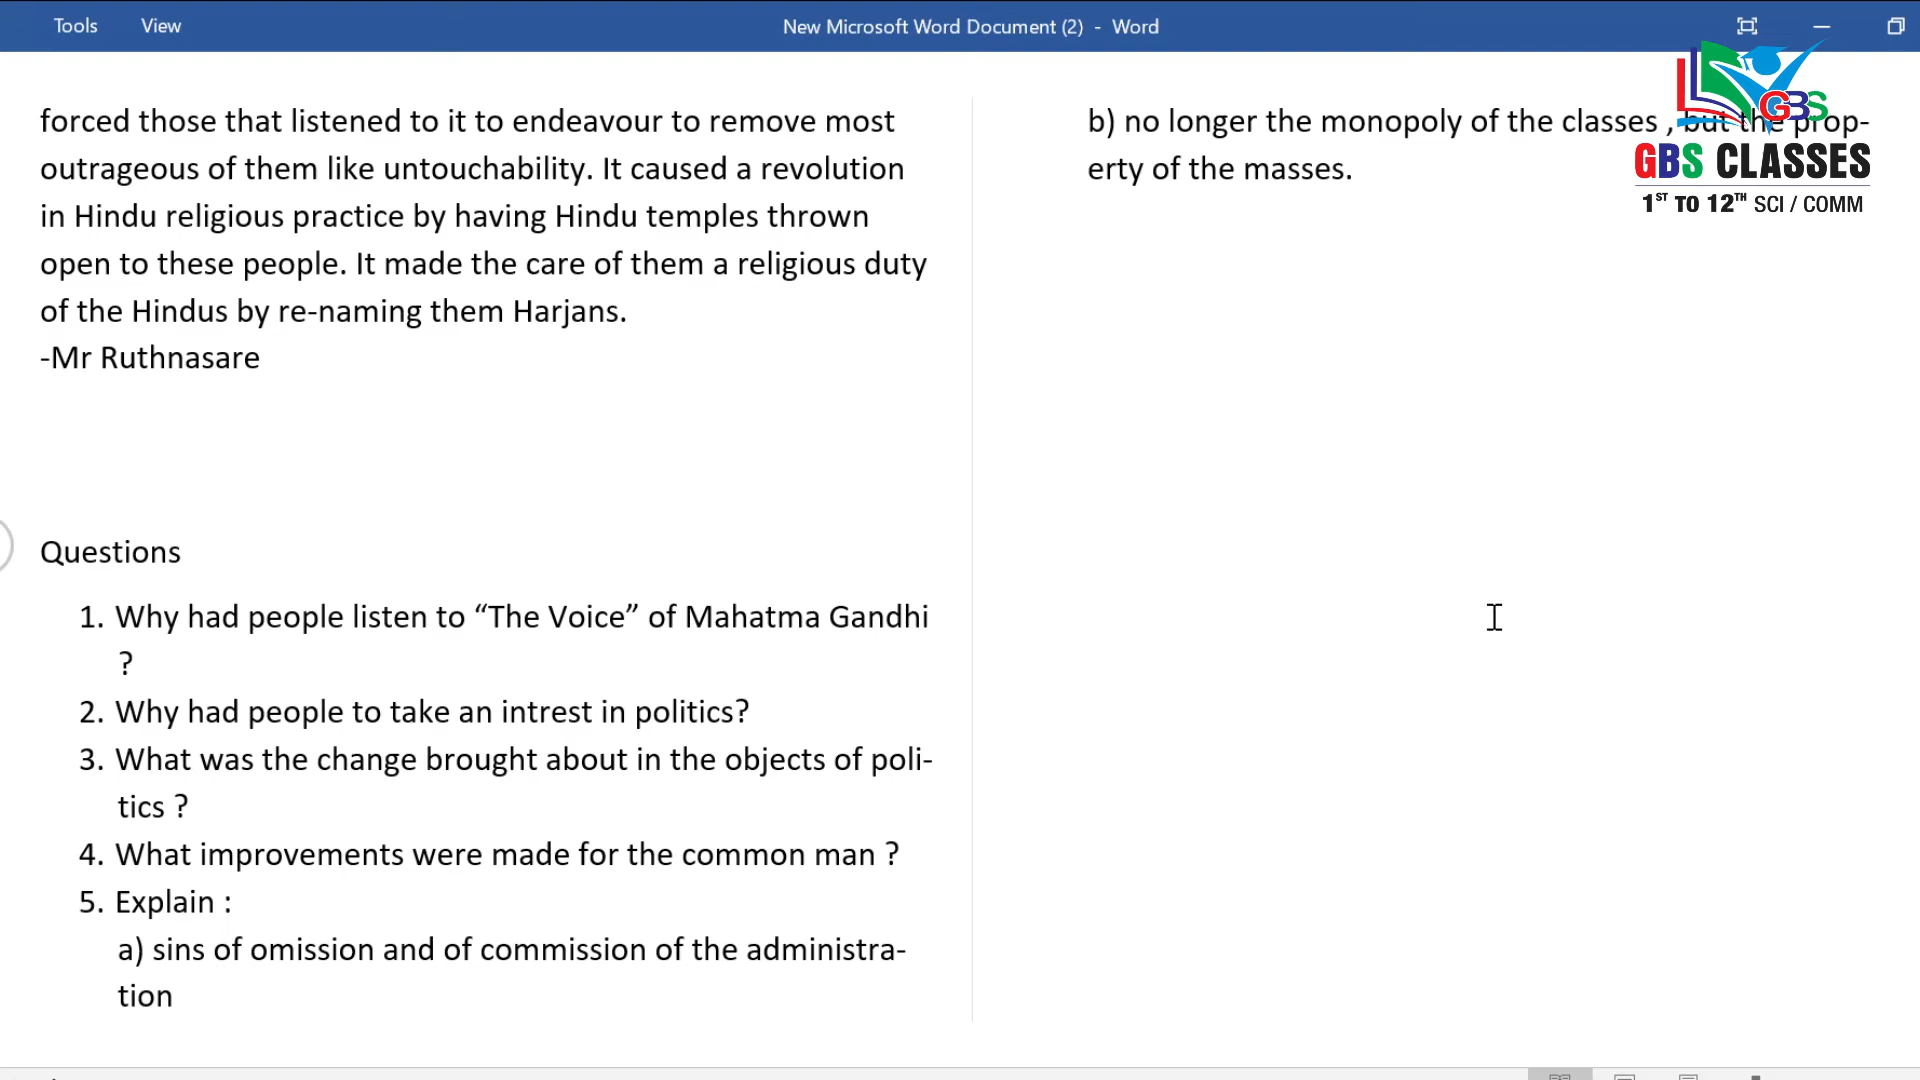 Tools View New Microsoft Word Document (2) - Word
forced those that listened to it to endeavour to remove most
outrageous of them like untouchability. It caused a revolution
in Hindu religious practice by having Hindu temples thrown
open to these people. It made the care of them a religious duty
of the Hindus by re-naming them Harjans.
-Mr Ruthnasare
Questions
1. Why had people listen to “The Voice” of Mahatma Gandhi
?
2. Why had people to take an intrest in politics?
3. What was the change brought about in the objects of poli-
tics ?
4. What improvements were made for the common man ?
5. Explain :
a) sins of omission and of commission of the administra-
tion
b) no longer the monopoly of the classes , but the prop-
erty of the masses.
GBS
GBS CLASSES
1ST TO 12TH SCI / COMM